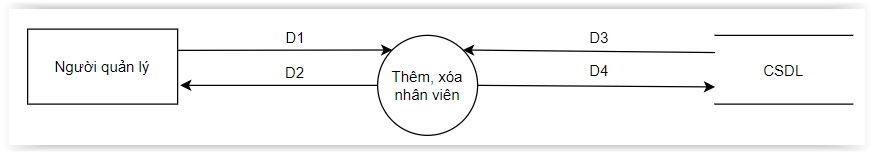 D1
D3
Người quản lý
D2
Thêm, xóa
nhân viên
D4
CSDL